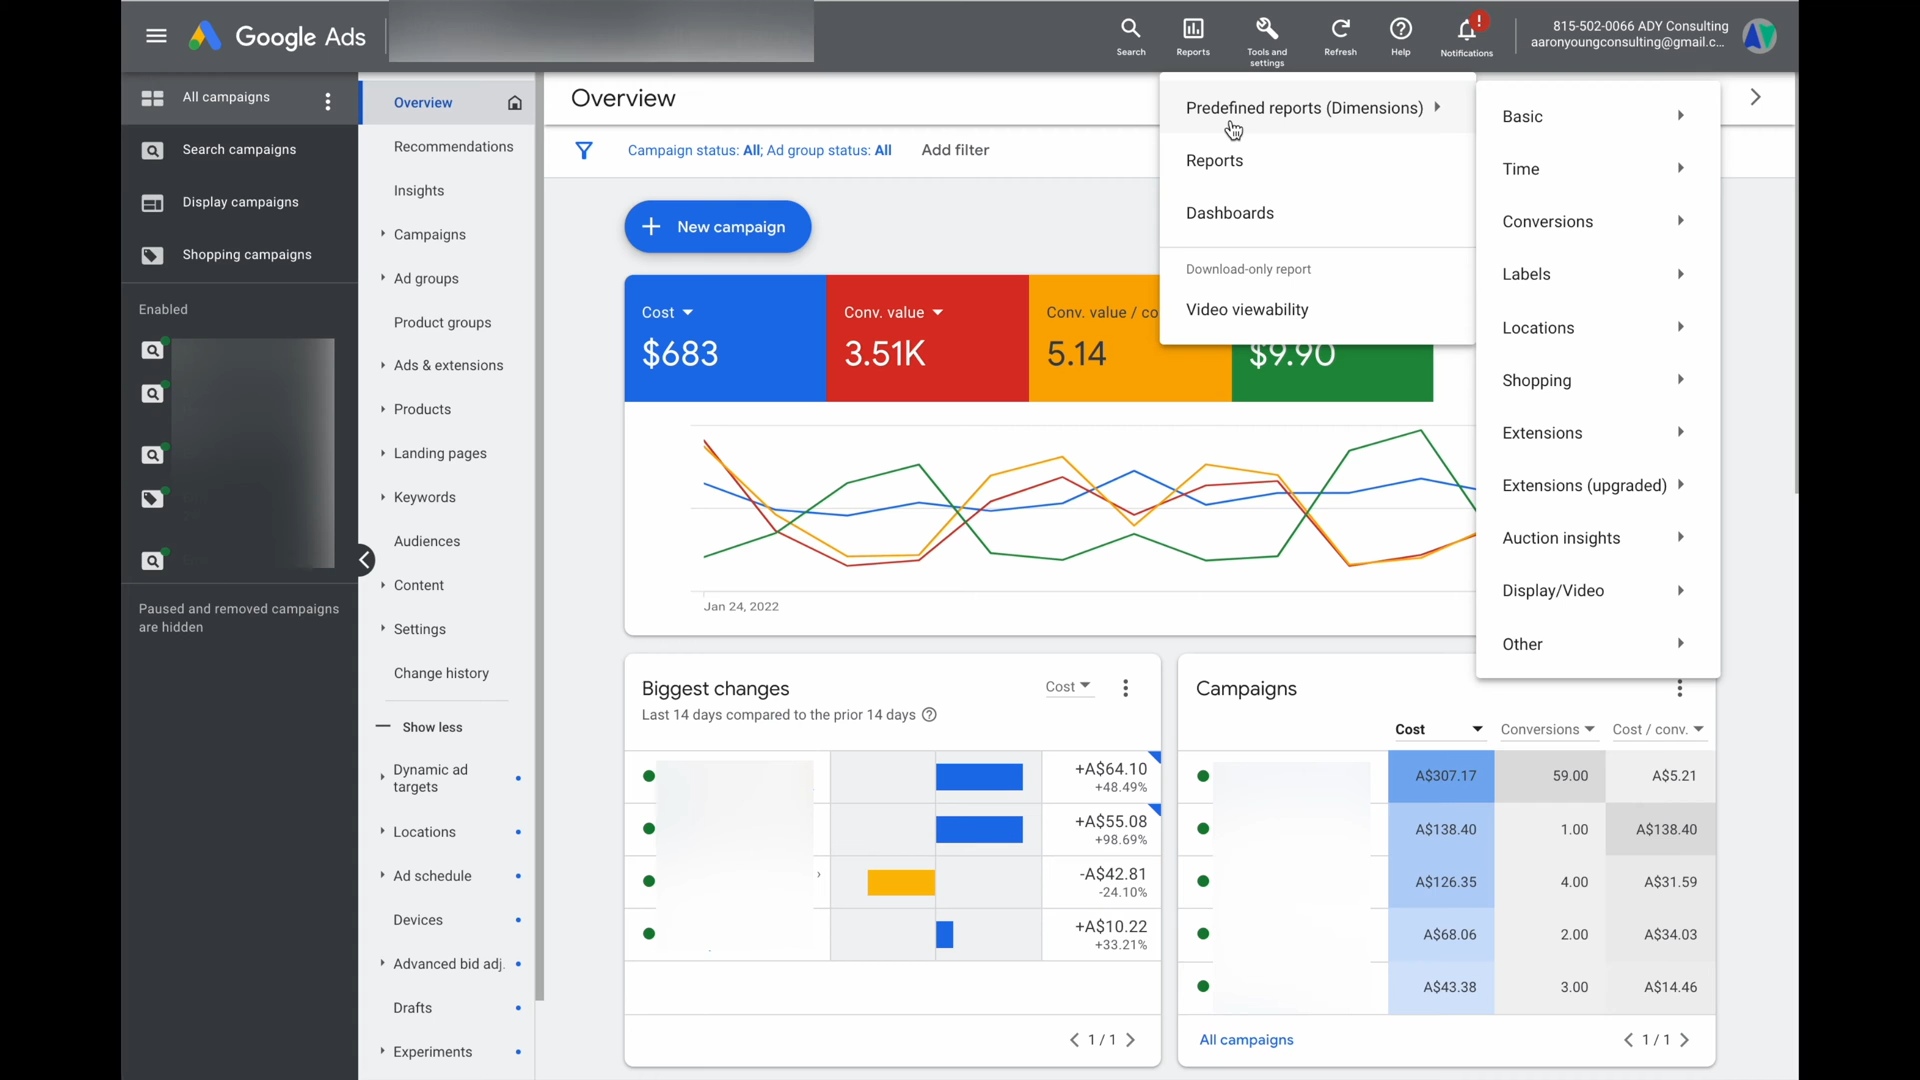 Google Ads
Search
Reports
Tools and
settings
Refresh
Help
!
Notifications
815-502-0066 ADY Consulting
aaronyoungconsulting@gmail.c...
All campaigns
Search campaigns
Display campaigns
Shopping campaigns
Enabled
Paused and removed campaigns
are hidden
Overview
Recommendations
Insights
Campaigns
Ad groups
Product groups
Ads & extensions
Products
Landing pages
Keywords
Audiences
Content
Settings
Change history
Show less
Dynamic ad
targets
Locations
Ad schedule
Devices
Advanced bid adj.
Drafts
Experiments
Overview
Campaign status: All; Ad group status: All
Add filter
New campaign
Cost
$683
Conv. value
3.51K
Conv. value / co
5.14
$9.90
Jan 24, 2022
Predefined reports (Dimensions)
Reports
Dashboards
Download-only report
Video viewability
Basic
Time
Conversions
Labels
Locations
Shopping
Extensions
Extensions (upgraded)
Auction insights
Display/Video
Other
Biggest changes
Cost
Last 14 days compared to the prior 14 days
+A$64.10
+48.49%
+A$55.08
+98.69%
-A$42.81
-24.10%
+A$10.22
+33.21%
1 / 1
Campaigns
Cost Conversions Cost / conv.
A$307.17 59.00 A$5.21
A$138.40 1.00 A$138.40
A$126.35 4.00 A$31.59
A$68.06 2.00 A$34.03
A$43.38 3.00 A$14.46
All campaigns
1 / 1